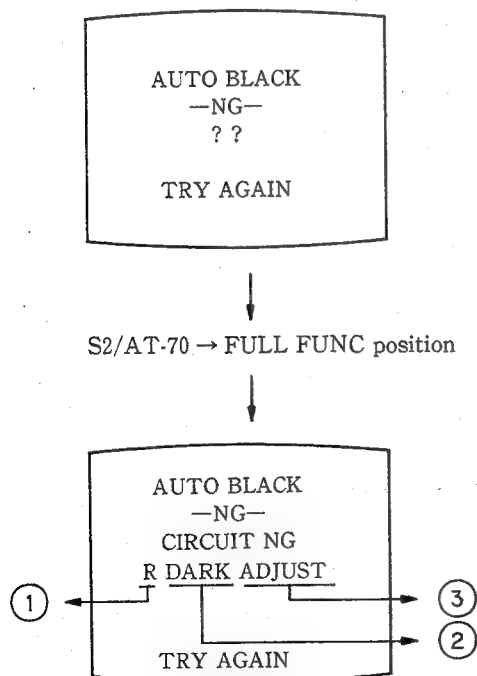 AUTO BLACK
—NG—
? ?
TRY AGAIN
S2/AT-70 → FULL FUNC position
AUTO BLACK
—NG—
CIRCUIT NG
R DARK ADJUST
1
3
2
TRY AGAIN